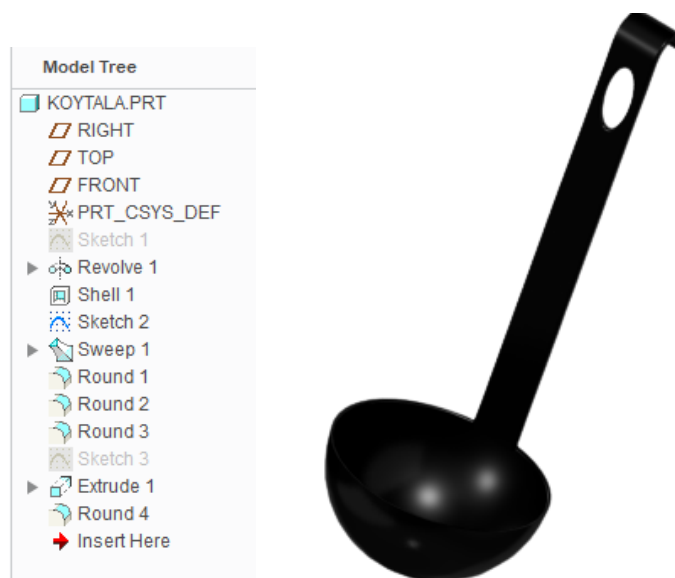 Model Tree
KOYTALA.PRT
RIGHT
TOP
FRONT
PRT_CSYS_DEF
Sketch 1
Revolve 1
Shell 1
Sketch 2
Sweep 1
Round 1
Round 2
Round 3
Sketch 3
Extrude 1
Round 4
Insert Here